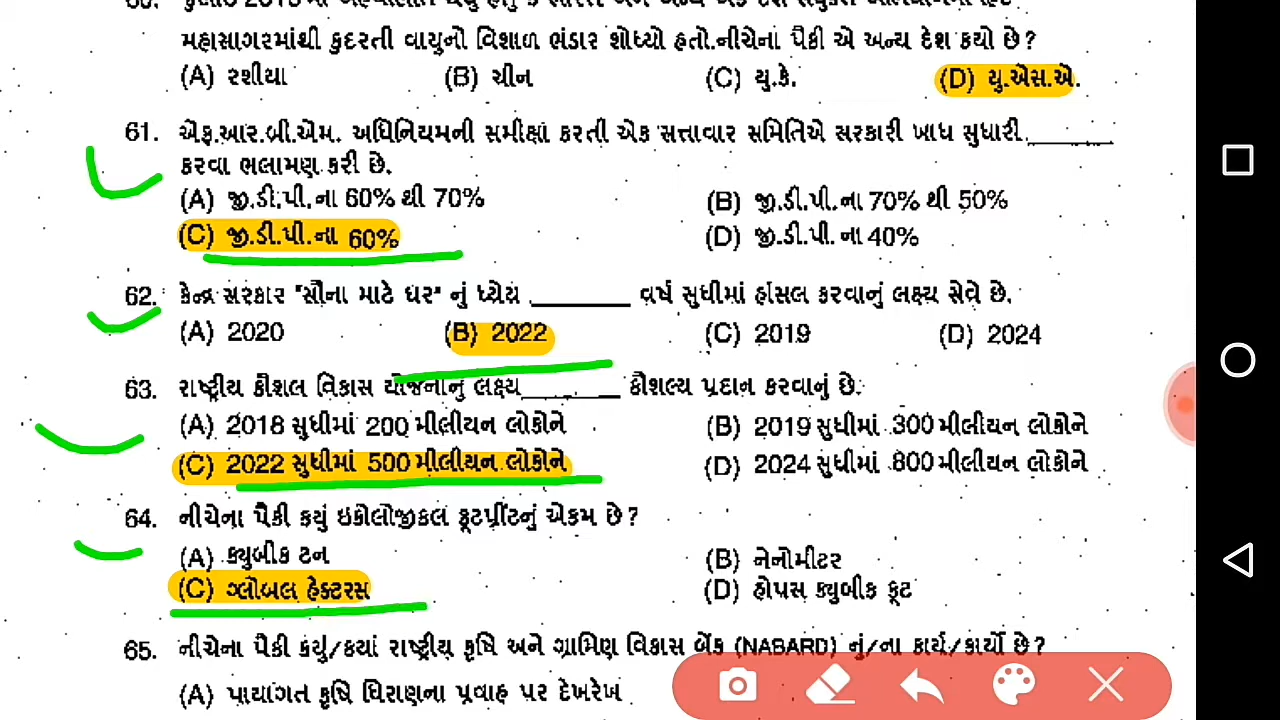 મહાસાગરમાંથી કુદરતી વાયુનો વિશાળ ભંડાર શોધ્યો હતો.નીચેના પૈકી એ અન્ય દેશ કયો છે?
(A) રશીયા (B) ચીન (C) યુ.કે. (D) યુ.એસ.એ.
61. એફ.આર.બી.એમ. અધિનિયમની સમીક્ષા કરતી એક સત્તાવાર સમિતિએ સરકારી ખાધ સુધારી.______
કરવા ભલામણ કરી છે.
(A) જી.ડી.પી.ના 60% થી 70% (B) જી.ડી.પી.ના 70% થી 50%
(C) જી.ડી.પી.ના 60% (D) જી.ડી.પી. ના 40%
62. કેન્દ્ર સરકાર "સૌના માટે ઘર" નું ધ્યેય _______ વર્ષ સુધીમાં હાંસલ કરવાનું લક્ષ્ય સેવે છે.
(A) 2020 (B) 2022 (C) 2019 (D) 2024
63. રાષ્ટ્રીય કૌશલ વિકાસ યોજનાનું લક્ષ્ય_______ કૌશલ્ય પ્રદાન કરવાનું છે.
(A) 2018 સુધીમાં 200 મીલીયન લોકોને (B) 2019 સુધીમાં 300 મીલીયન લોકોને
(C) 2022 સુધીમાં 500 મીલીયન લોકોને (D) 2024 સુધીમાં 800 મીલીયન લોકોને
64. નીચેના પૈકી કયું ઇકોલોજીકલ ફૂટપ્રીંટનું એકમ છે?
(A) ક્યુબીક ટન (B) નેનોમીટર
(C) ગ્લોબલ હેક્ટરસ (D) હોપસ ક્યુબીક ફૂટ
65. નીચેના પૈકી કયું/કયાં રાષ્ટ્રીય કૃષિ અને ગ્રામિણ વિકાસ બેંક (NABARD) નું/ના કાર્ય/કાર્યો છે?
(A) પાયાગત કૃષિ ધિરાણના પ્રવાહ પર દેખરેખ